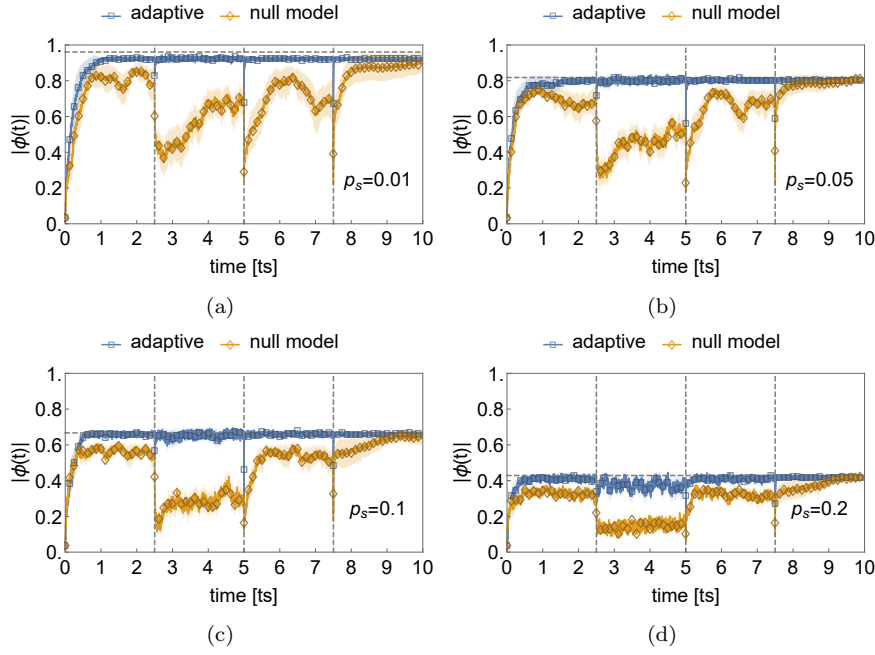 adaptive null model
1.
0.8
0.6
0.4
0.2
0
|ϕ(t)|
p_s=0.01
0 1 2 3 4 5 6 7 8 9 10
time [ts]
(a)
adaptive null model
1.
0.8
0.6
0.4
0.2
0.
|ϕ(t)|
p_s=0.05
0 1 2 3 4 5 6 7 8 9 10
time [ts]
(b)
adaptive null model
1.
0.8
0.6
0.4
0.2
0.
|ϕ(t)|
p_s=0.1
0 1 2 3 4 5 6 7 8 9 10
time [ts]
(c)
adaptive null model
1.
0.8
0.6
0.4
0.2
0.
|ϕ(t)|
p_s=0.2
0 1 2 3 4 5 6 7 8 9 10
time [ts]
(d)